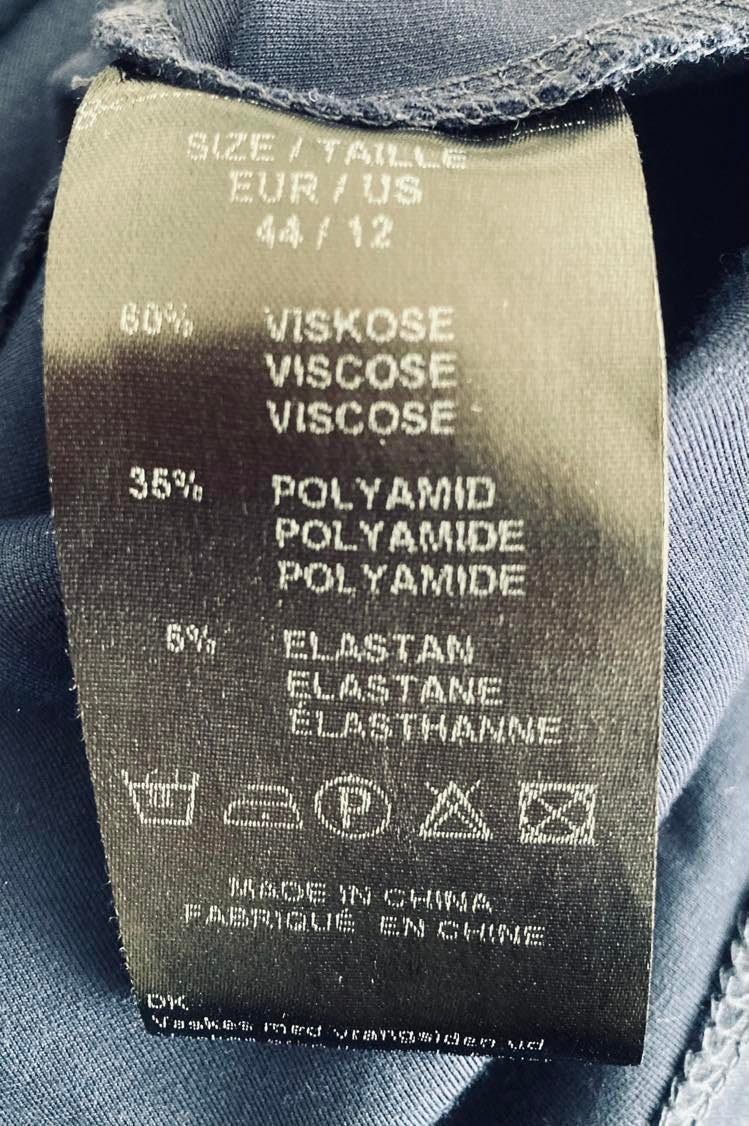 SIZE / TAILLE
EUR / US
44 / 12
60% VISKOSE
VISCOSE
VISCOSE
35% POLYAMID
POLYAMIDE
POLYAMIDE
5% ELASTAN
ELASTANE
ÉLASTHANNE
P
MADE IN CHINA
FABRIQUÉ EN CHINE
DK
Vaskes med vrangsiden ud